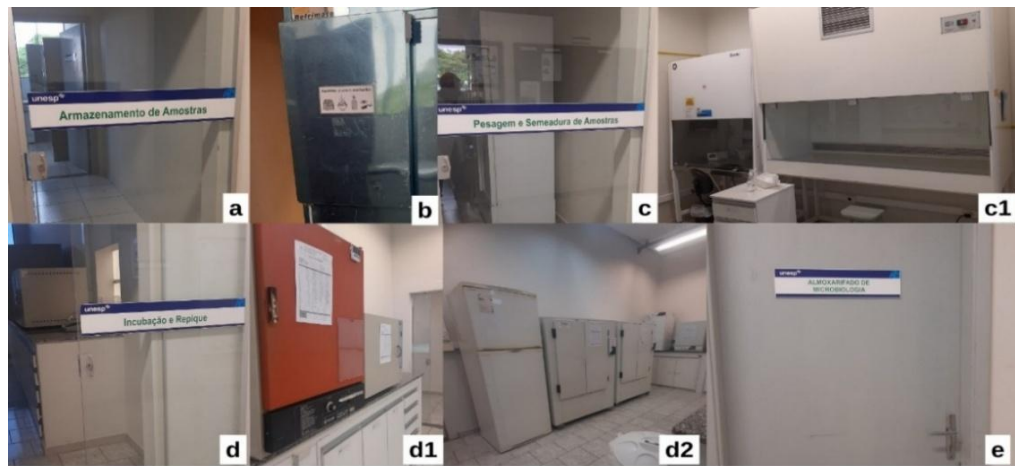 unesp
Armazenamento de Amostras
a
b
unesp
Pesagem e Semeadura de Amostras
c
c1
unesp
Incubação e Repique
d
d1
d2
unesp
ALMOXARIFADO DE
MICROBIOLOGIA
e